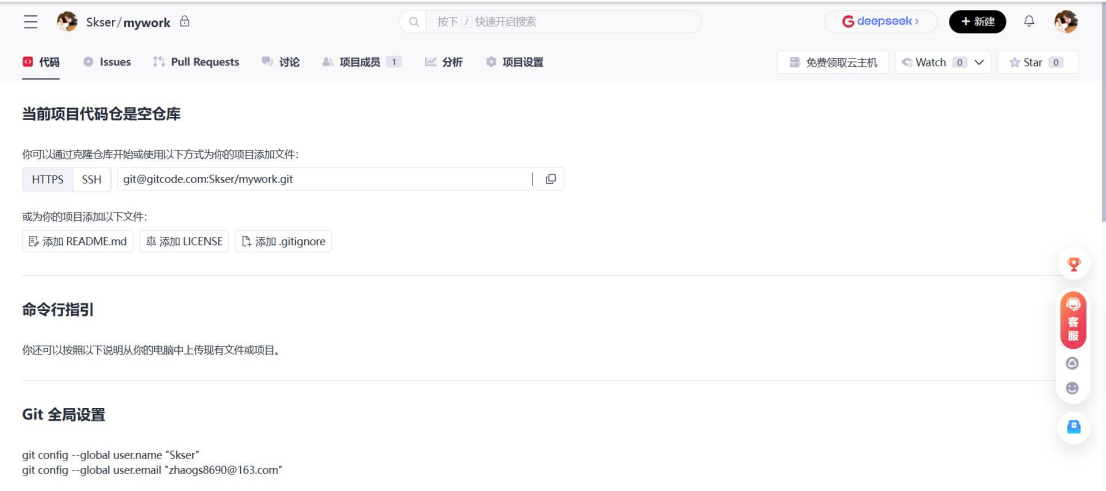 Skser/mywork
按下 / 快速开启搜索
deepseek
+ 新建
代码 Issues Pull Requests 讨论 项目成员 1 分析 项目设置
免费领取云主机 Watch 0 Star 0
当前项目代码仓是空仓库
你可以通过克隆仓库开始或使用以下方式为你的项目添加文件：
HTTPS SSH git@gitcode.com:Skser/mywork.git
或为你的项目添加以下文件：
添加 README.md 添加 LICENSE 添加 .gitignore
命令行指引
客服
你还可以按照以下说明从你的电脑中上传现有文件或项目。
Git 全局设置
git config --global user.name "Skser"
git config --global user.email "zhaogs8690@163.com"